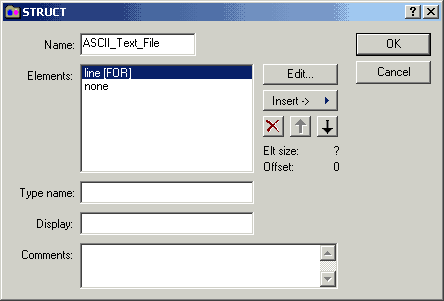 STRUCT
Name: ASCII_Text_File
OK
Cancel
Elements: line [FOR]
none
Edit...
Insert ->
Elt size: ?
Offset: 0
Type name:
Display:
Comments: